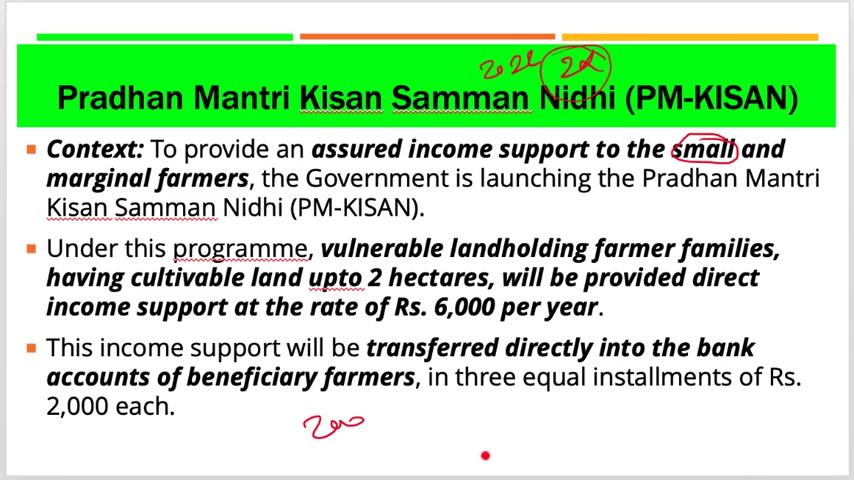 2022 2x
Pradhan Mantri Kisan Samman Nidhi (PM-KISAN)
Context: To provide an assured income support to the small and
marginal farmers, the Government is launching the Pradhan Mantri
Kisan Samman Nidhi (PM-KISAN).
Under this programme, vulnerable landholding farmer families,
having cultivable land upto 2 hectares, will be provided direct
income support at the rate of Rs. 6,000 per year.
This income support will be transferred directly into the bank
accounts of beneficiary farmers, in three equal installments of Rs.
2,000 each.